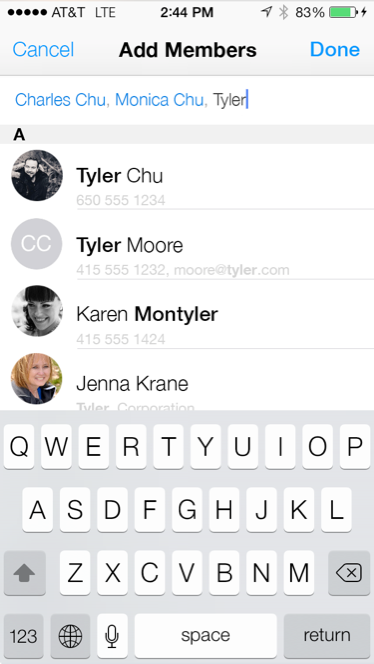 AT&T LTE 2:44 PM 83%
Cancel Add Members Done
Charles Chu, Monica Chu, Tyler
A
Tyler Chu
650 555 1234
CC
Tyler Moore
415 555 1232, moore@tyler.com
Karen Montyler
415 555 1424
Jenna Krane
Tyler, Corporation
Q W E R T Y U I O P
A S D F G H J K L
Z X C V B N M
123 space return